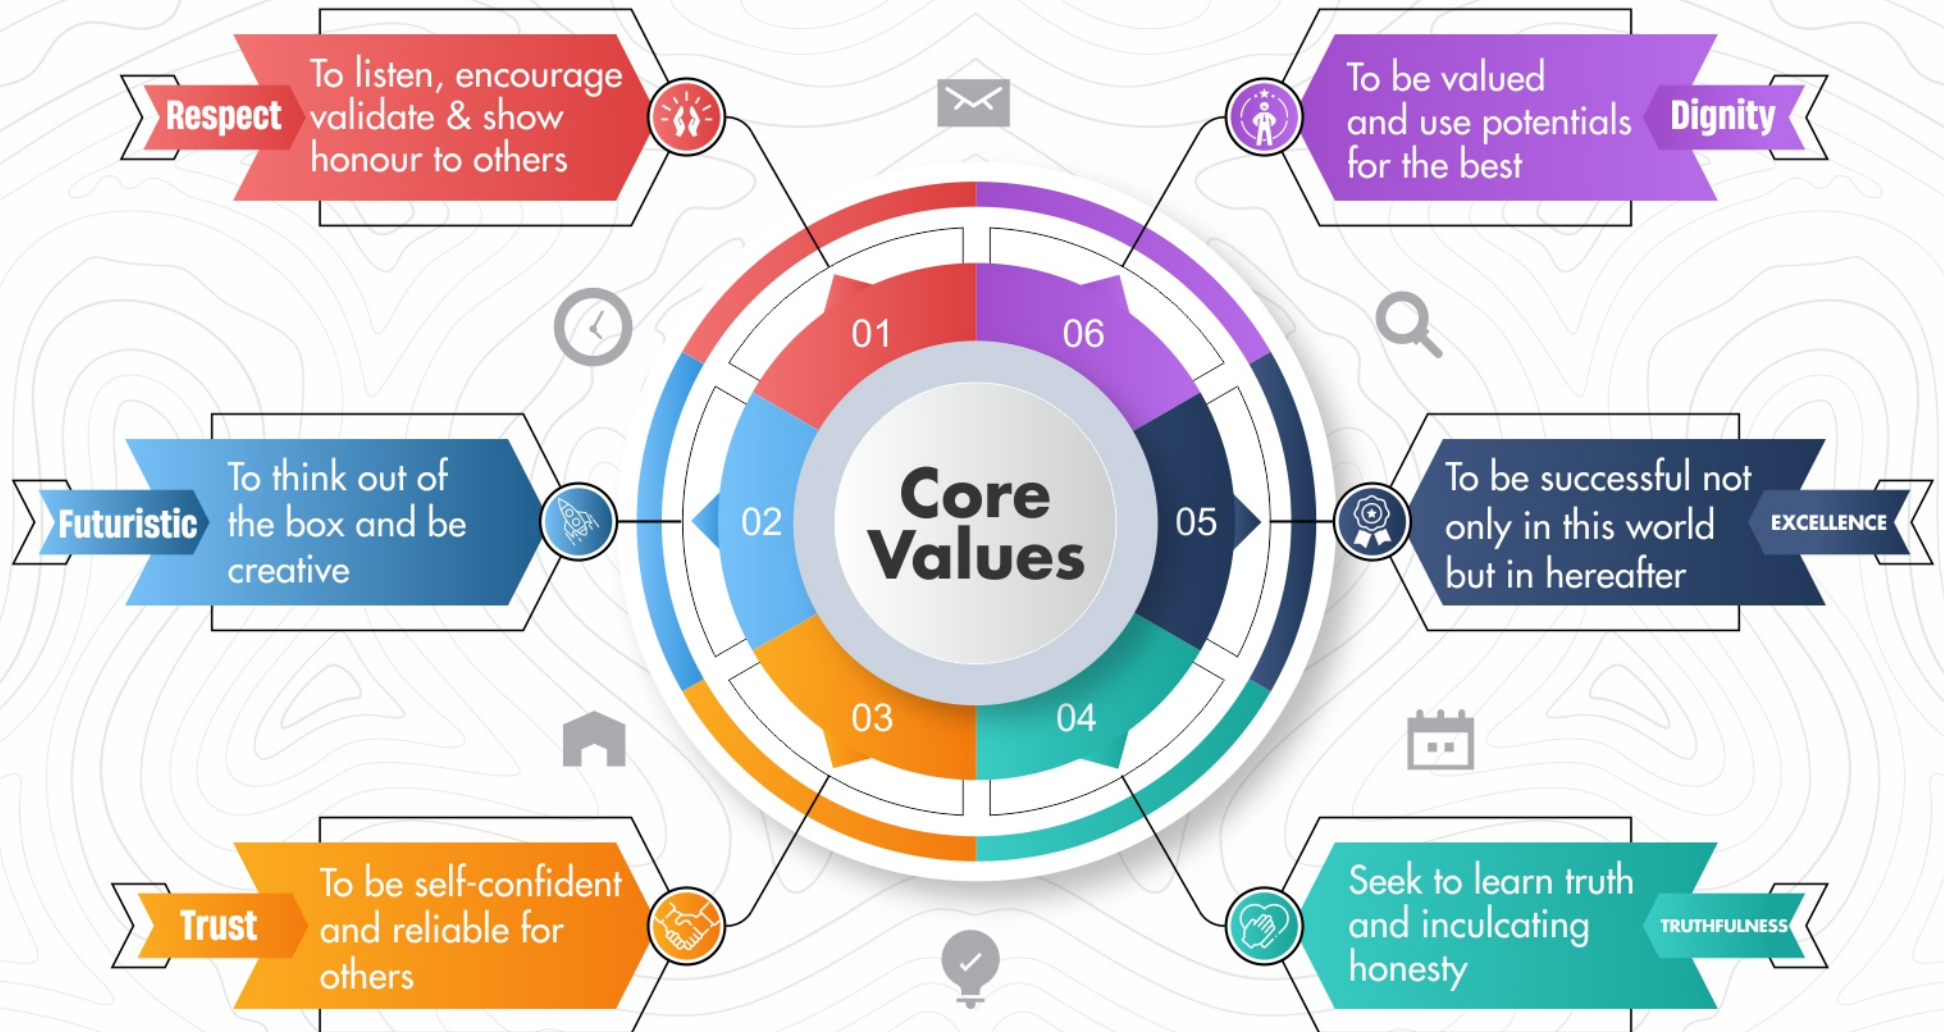 Respect
To listen, encourage
validate & show
honour to others
Dignity
To be valued
and use potentials
for the best
Futuristic
To think out of
the box and be
creative
EXCELLENCE
To be successful not
only in this world
but in hereafter
Trust
To be self-confident
and reliable for
others
TRUTHFULNESS
Seek to learn truth
and inculcating
honesty
Core
Values
01
02
03
04
05
06